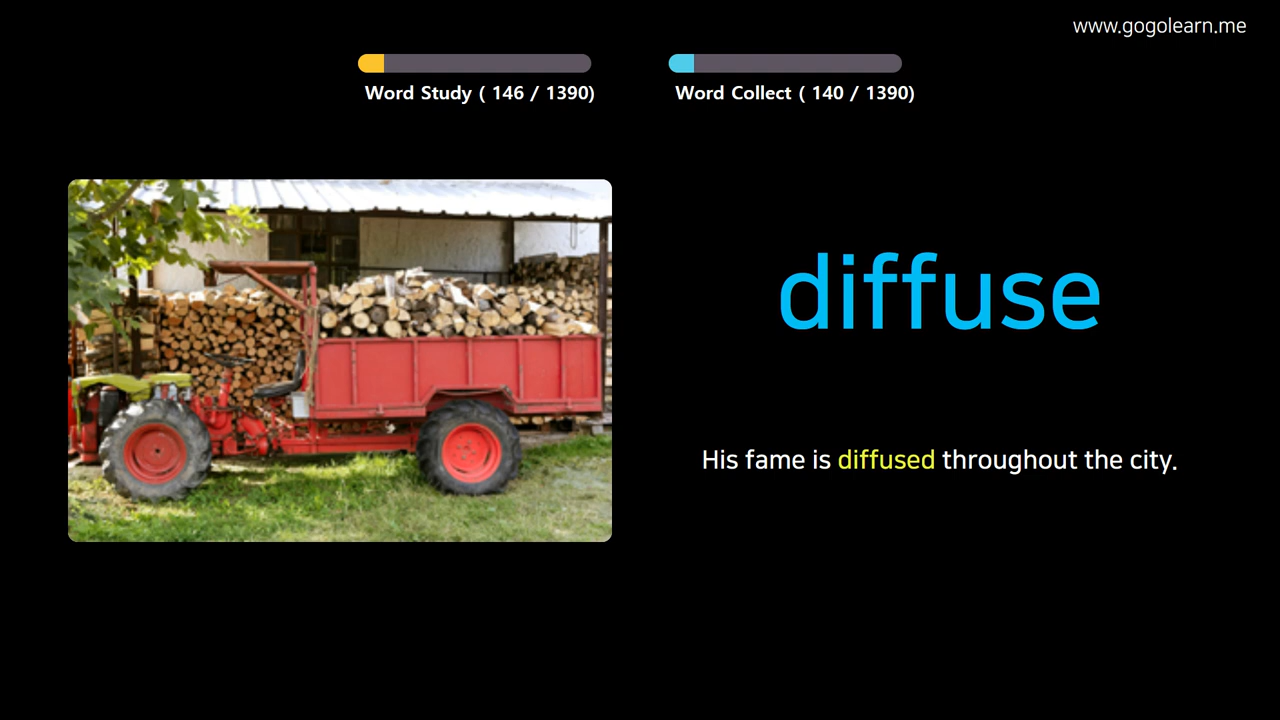 www.gogolearn.me
Word Study ( 146 / 1390)
Word Collect ( 140 / 1390)
diffuse
His fame is diffused throughout the city.